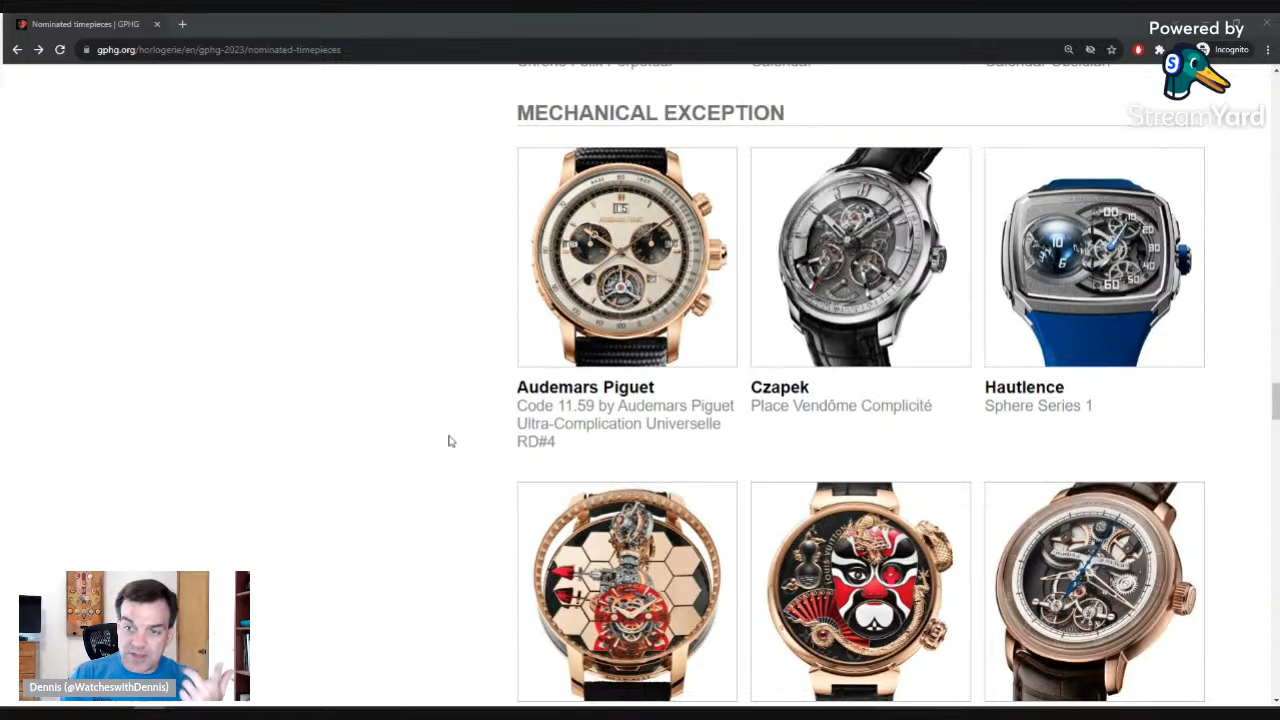 Nominated timepieces | GPHG
gphg.org/horlogerie/en/gphg-2023/nominated-timepieces
Incognito
Powered by
S
StreamYard
MECHANICAL EXCEPTION
Audemars Piguet
Code 11.59 by Audemars Piguet
Ultra-Complication Universelle
RD#4
Czapek
Place Vendôme Complicité
Hautlence
Sphere Series 1
LOUIS VUITTON
Dennis (@WatcheswithDennis)